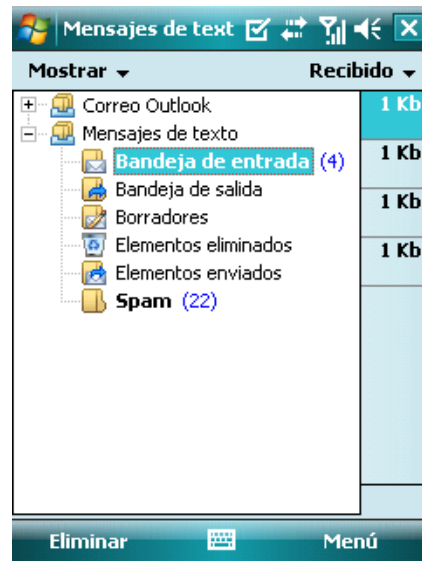 Mensajes de text
Mostrar Recibido
Correo Outlook
Mensajes de texto
Bandeja de entrada (4)
Bandeja de salida
Borradores
Elementos eliminados
Elementos enviados
Spam (22)
1 Kb
1 Kb
1 Kb
1 Kb
Eliminar Menú